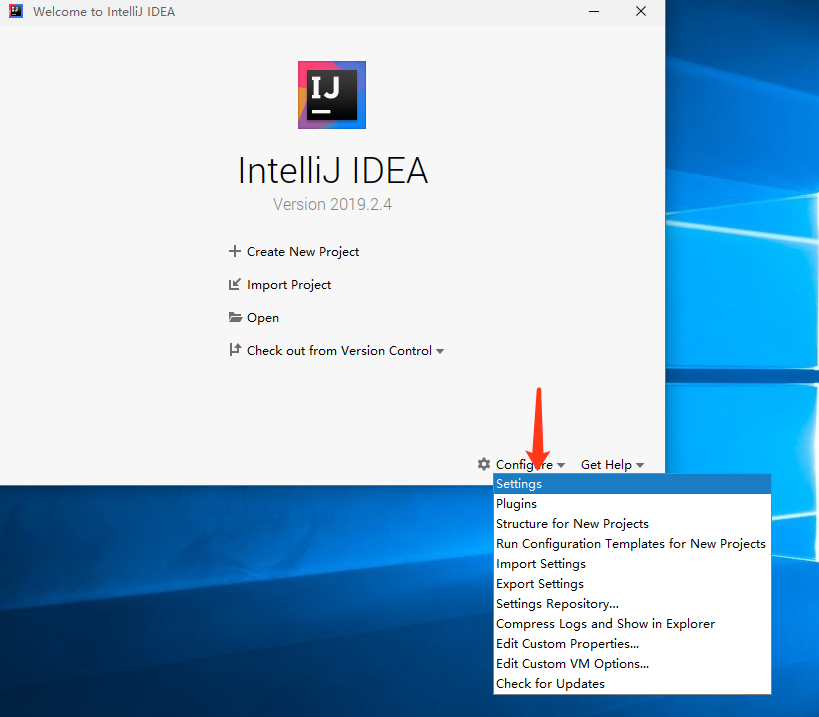 Welcome to IntelliJ IDEA
IJ
IntelliJ IDEA
Version 2019.2.4
Create New Project
Import Project
Open
Check out from Version Control
Configure
Get Help
Settings
Plugins
Structure for New Projects
Run Configuration Templates for New Projects
Import Settings
Export Settings
Settings Repository...
Compress Logs and Show in Explorer
Edit Custom Properties...
Edit Custom VM Options...
Check for Updates